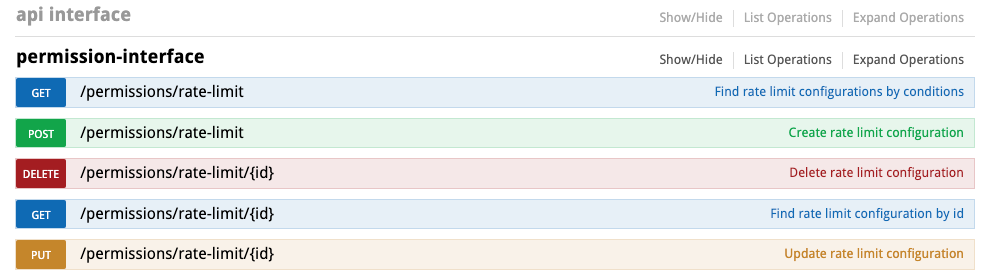 api interface Show/Hide List Operations Expand Operations
permission-interface Show/Hide List Operations Expand Operations
GET /permissions/rate-limit Find rate limit configurations by conditions
POST /permissions/rate-limit Create rate limit configuration
DELETE /permissions/rate-limit/{id} Delete rate limit configuration
GET /permissions/rate-limit/{id} Find rate limit configuration by id
PUT /permissions/rate-limit/{id} Update rate limit configuration